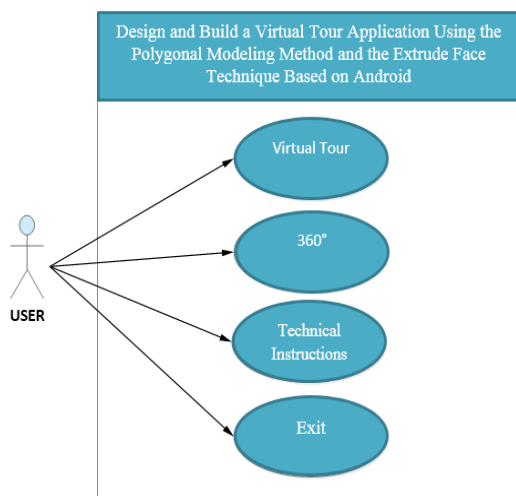 Design and Build a Virtual Tour Application Using the
Polygonal Modeling Method and the Extrude Face
Technique Based on Android
Virtual Tour
360°
USER
Technical
Instructions
Exit